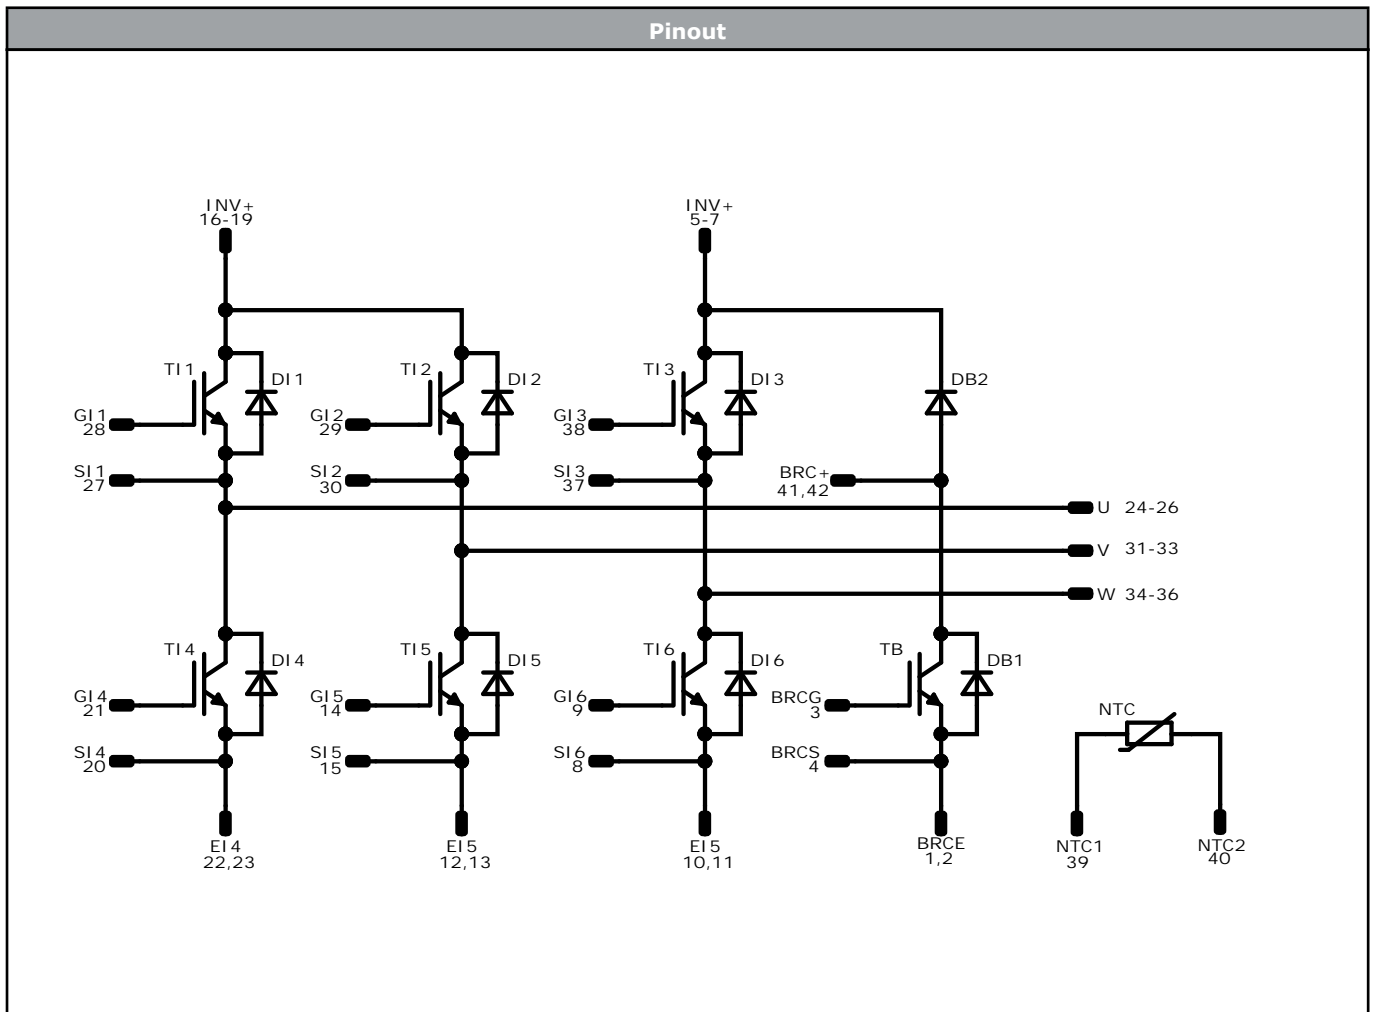 Pinout
INV+
16-19
INV+
5-7
TI1
DI1
TI2
DI2
TI3
DI3
DB2
GI1
28
GI2
29
GI3
38
SI1
27
SI2
30
SI3
37
BRC+
41,42
U 24-26
V 31-33
W 34-36
TI4
DI4
TI5
DI5
TI6
DI6
TB
DB1
GI4
21
GI5
14
GI6
9
BRCG
3
NTC
SI4
20
SI5
15
SI6
8
BRCS
4
EI4
22,23
EI5
12,13
EI5
10,11
BRCE
1,2
NTC1
39
NTC2
40